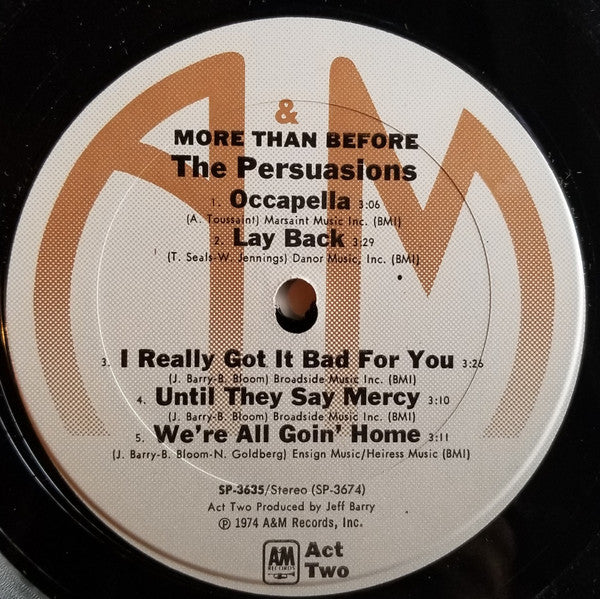 A&M
MORE THAN BEFORE
The Persuasions
1. Occapella 3:06
(A. Toussaint) Marsaint Music Inc. (BMI)
2. Lay Back 3:29
(T. Seals-W. Jennings) Danor Music, Inc. (BMI)
3. I Really Got It Bad For You 3:26
(J. Barry-B. Bloom) Broadside Music Inc. (BMI)
4. Until They Say Mercy 3:10
(J. Barry-B. Bloom) Broadside Music Inc. (BMI)
5. We're All Goin' Home 3:11
(J. Barry-B. Bloom-N. Goldberg) Ensign Music/Heiress Music (BMI)
SP-3635/Stereo (SP-3674)
Act Two Produced by Jeff Barry
℗ 1974 A&M Records, Inc.
AM
RECORDS
Act
Two